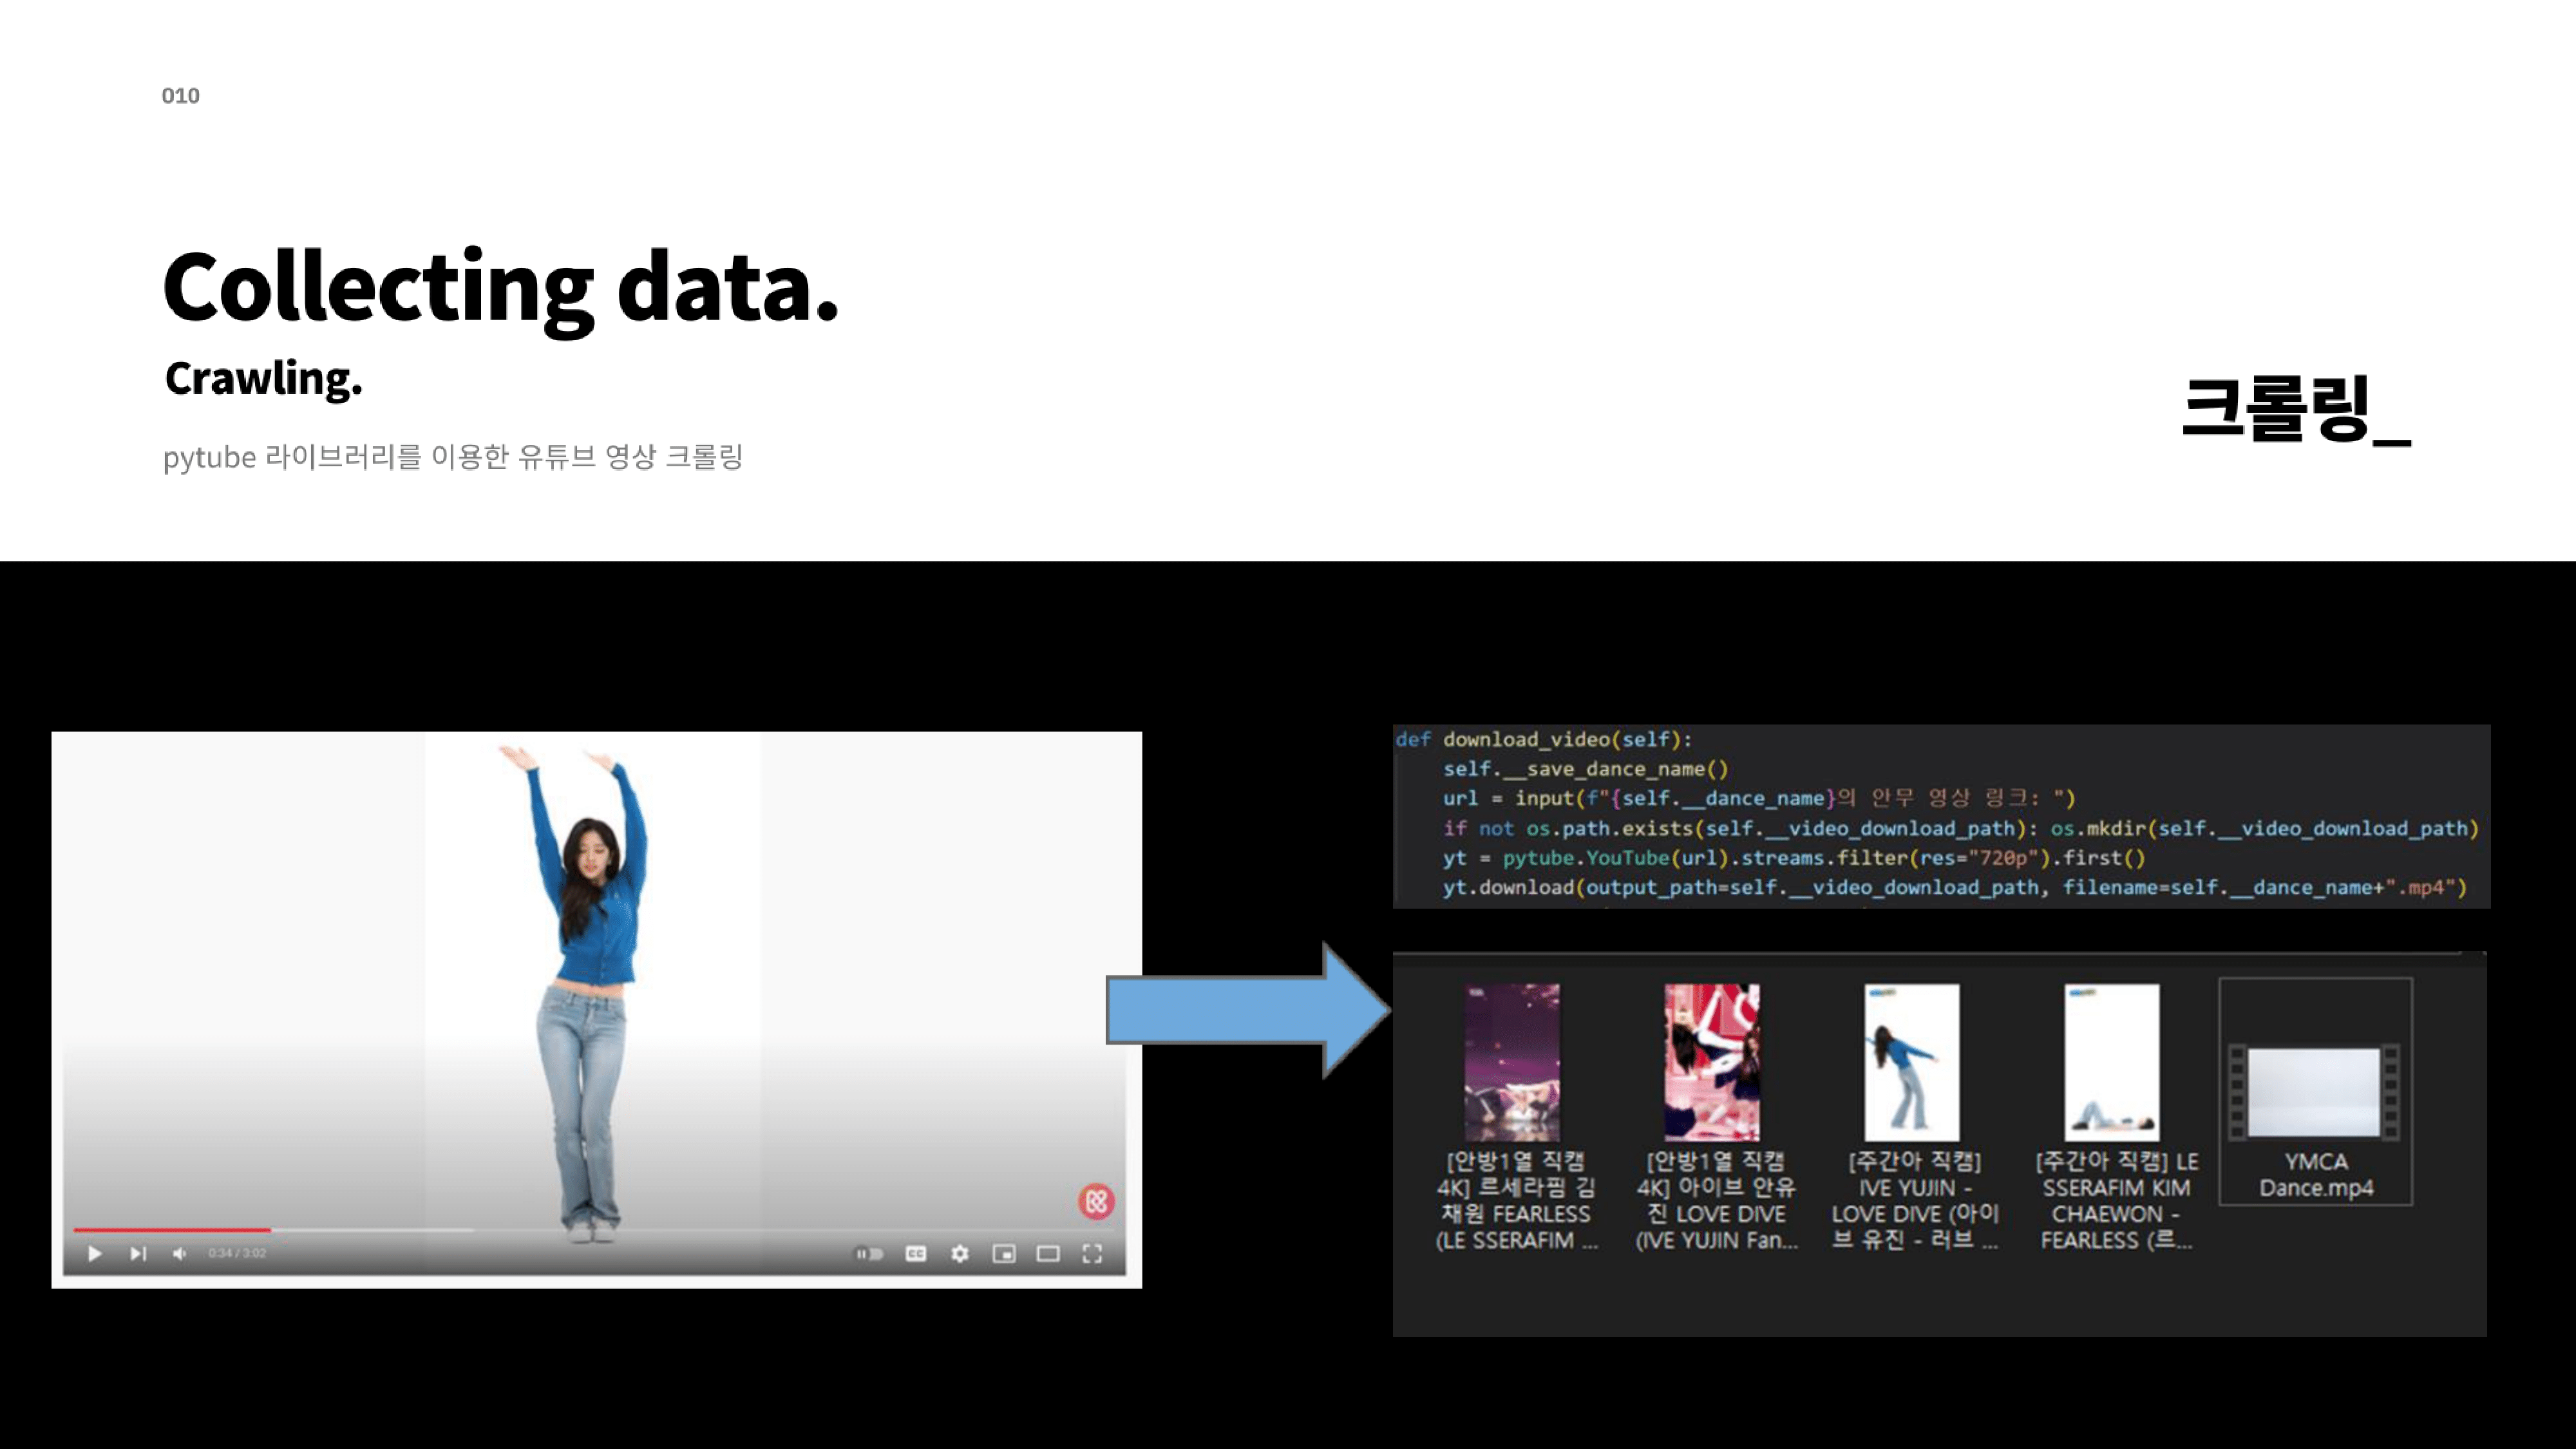 010
Collecting data.
Crawling.
크롤링_
pytube 라이브러리를 이용한 유튜브 영상 크롤링
def download_video(self):
self.__save_dance_name()
url = input(f"{self.__dance_name}의 안무 영상 링크: ")
if not os.path.exists(self.__video_download_path): os.mkdir(self.__video_download_path)
yt = pytube.YouTube(url).streams.filter(res="720p").first()
yt.download(output_path=self.__video_download_path, filename=self.__dance_name+".mp4")
0:34 / 3:02
CC
[안방1열 직캠
4K] 르세라핌 김
채원 FEARLESS
(LE SSERAFIM ...
[안방1열 직캠
4K] 아이브 안유
진 LOVE DIVE
(IVE YUJIN Fan...
[주간아 직캠]
IVE YUJIN -
LOVE DIVE (아이
브 유진 - 러브 ...
[주간아 직캠] LE
SSERAFIM KIM
CHAEWON -
FEARLESS (르...
YMCA
Dance.mp4